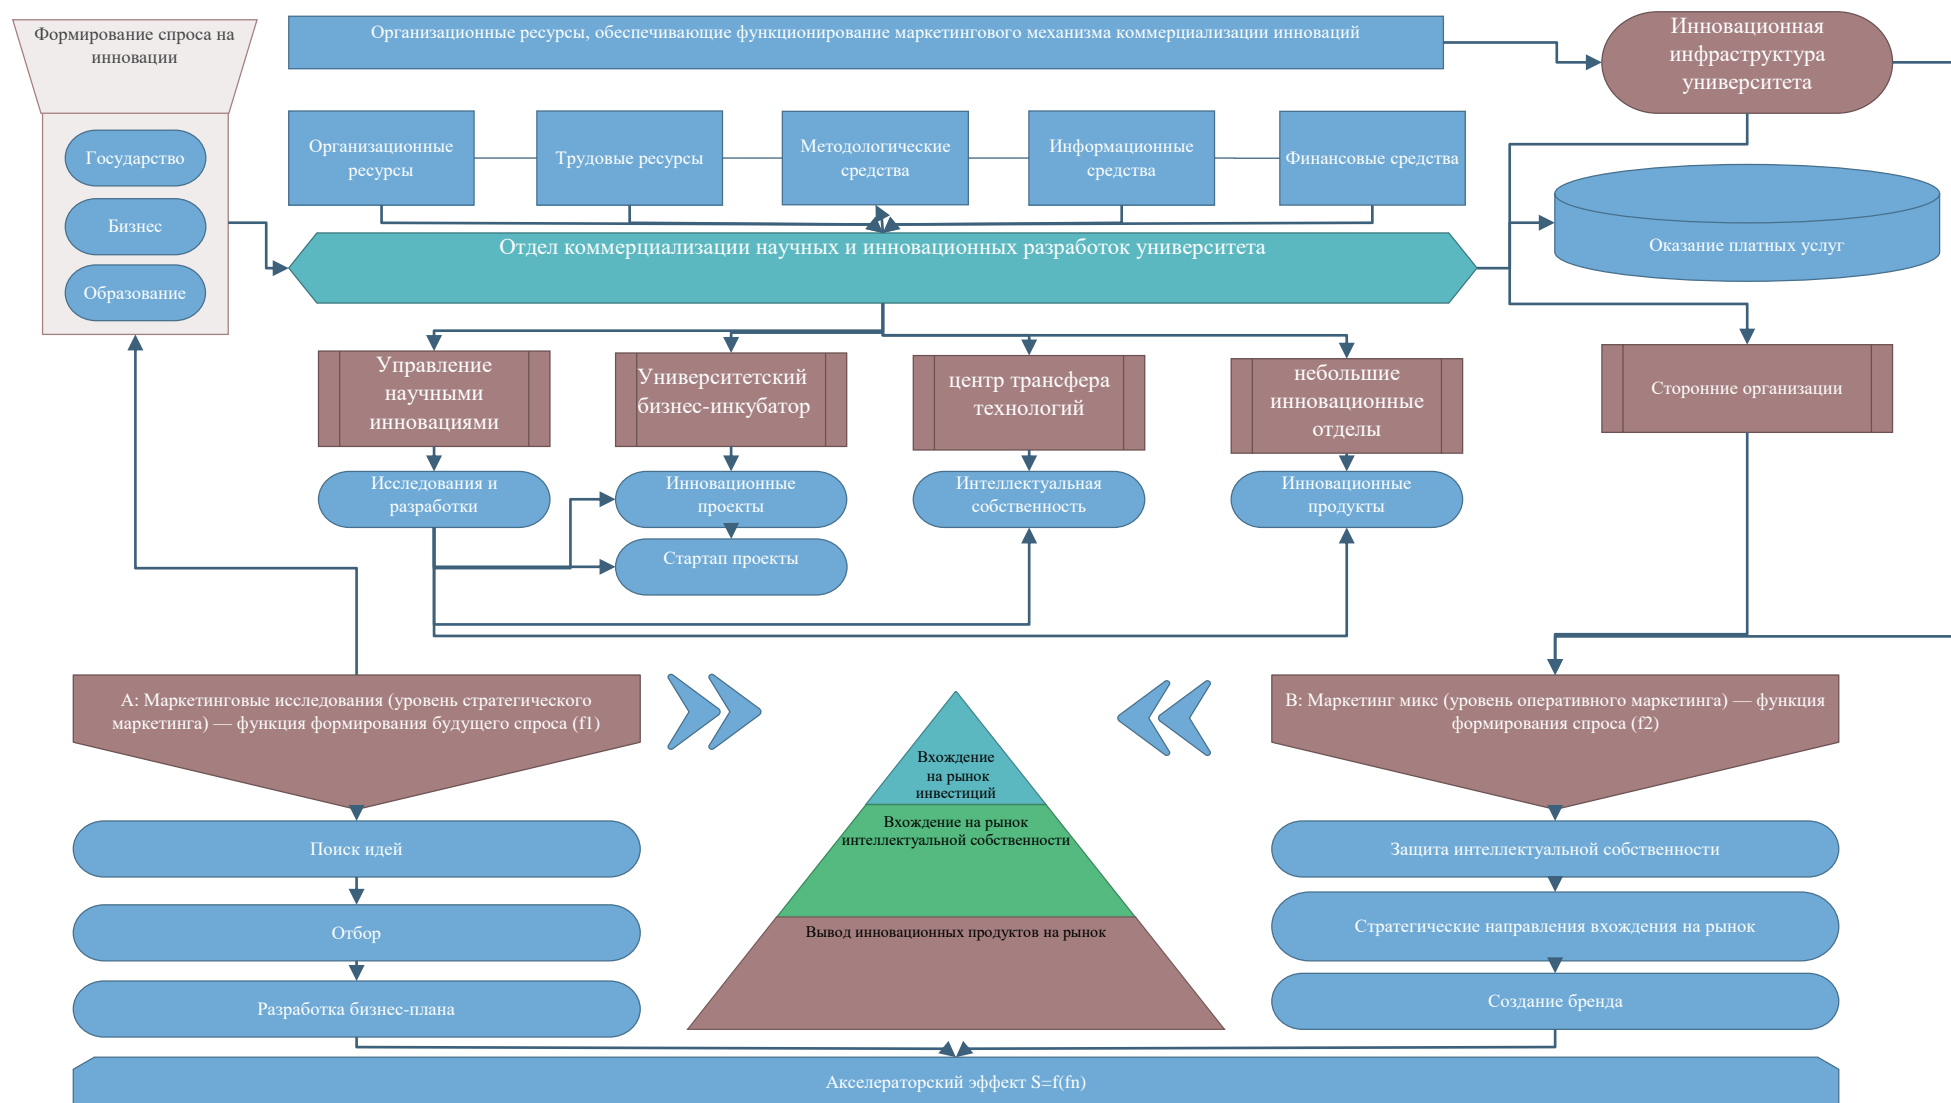 Формирование спроса на
инновации
Организационные ресурсы, обеспечивающие функционирование маркетингового механизма коммерциализации инноваций
Инновационная
инфраструктура
университета
Государство
Бизнес
Образование
Организационные
ресурсы
Трудовые ресурсы
Методологические
средства
Информационные
средства
Финансовые средства
Оказание платных услуг
Отдел коммерциализации научных и инновационных разработок университета
Управление
научными
инновациями
Университетский
бизнес-инкубатор
центр трансфера
технологий
небольшие
инновационные
отделы
Сторонние организации
Исследования и
разработки
Инновационные
проекты
Интеллектуальная
собственность
Инновационные
продукты
Стартап проекты
A: Маркетинговые исследования (уровень стратегического
маркетинга) — функция формирования будущего спроса (f1)
B: Маркетинг микс (уровень оперативного маркетинга) — функция
формирования спроса (f2)
Вхождение
на рынок
инвестиций
Вхождение на рынок
интеллектуальной собственности
Вывод инновационных продуктов на рынок
Поиск идей
Отбор
Разработка бизнес-плана
Защита интеллектуальной собственности
Стратегические направления вхождения на рынок
Создание бренда
Акселераторский эффект S=f(fn)